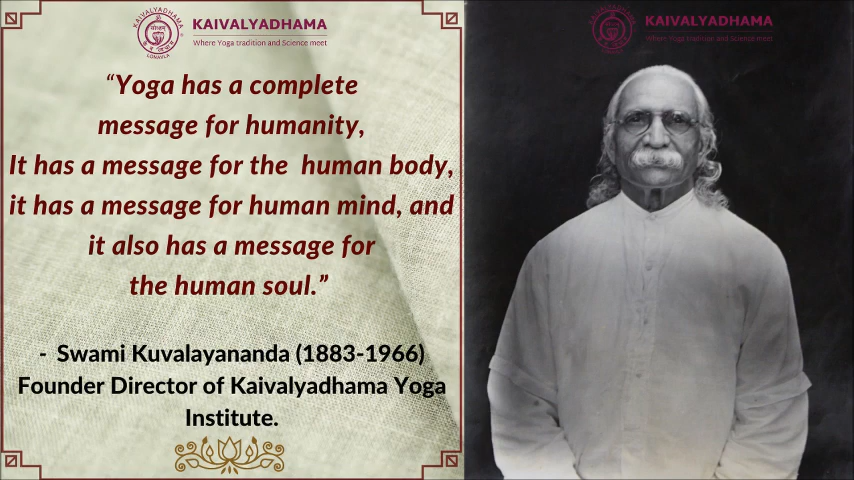 KAIVALYADHAMA
Where Yoga tradition and Science meet
LONAVLA
“Yoga has a complete
message for humanity,
It has a message for the human body,
it has a message for human mind, and
it also has a message for
the human soul.”
- Swami Kuvalayananda (1883-1966)
Founder Director of Kaivalyadhama Yoga
Institute.
KAIVALYADHAMA
Where Yoga tradition and Science meet